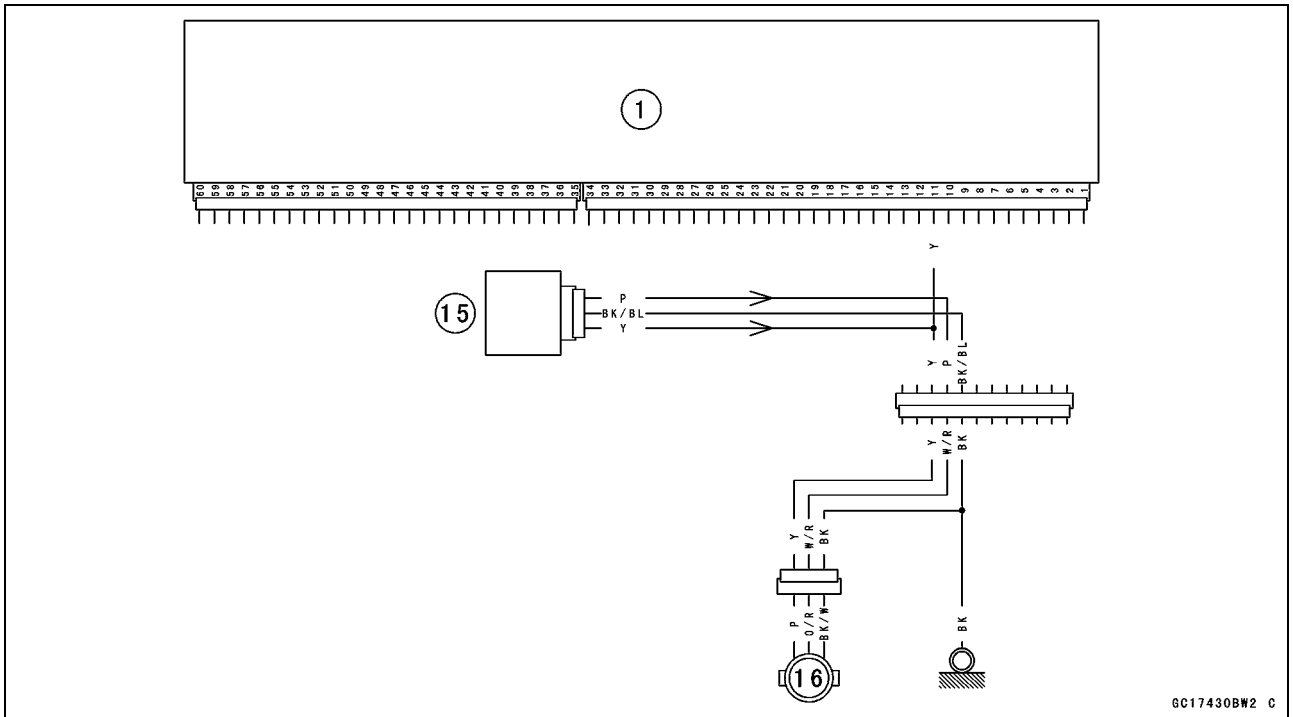 1
60 59 58 57 56 55 54 53 52 51 50 49 48 47 46 45 44 43 42 41 40 39 38 37 36 35 34 33 32 31 30 29 28 27 26 25 24 23 22 21 20 19 18 17 16 15 14 13 12 11 10 9 8 7 6 5 4 3 2 1
Y
15
P
BK/BL
Y
Y P BK/BL
Y W/R BK
Y W/R BK
P O/R BK/W
BK
16
GC17430BW2 C